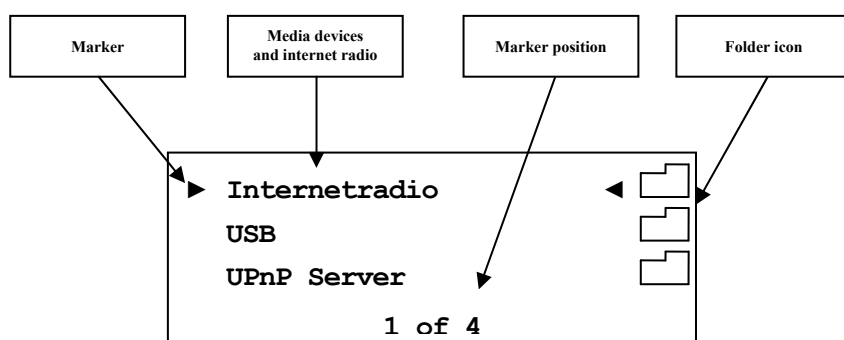 Marker
Media devices
and internet radio
Marker position
Folder icon
► Internetradio ◄
USB
UPnP Server
1 of 4